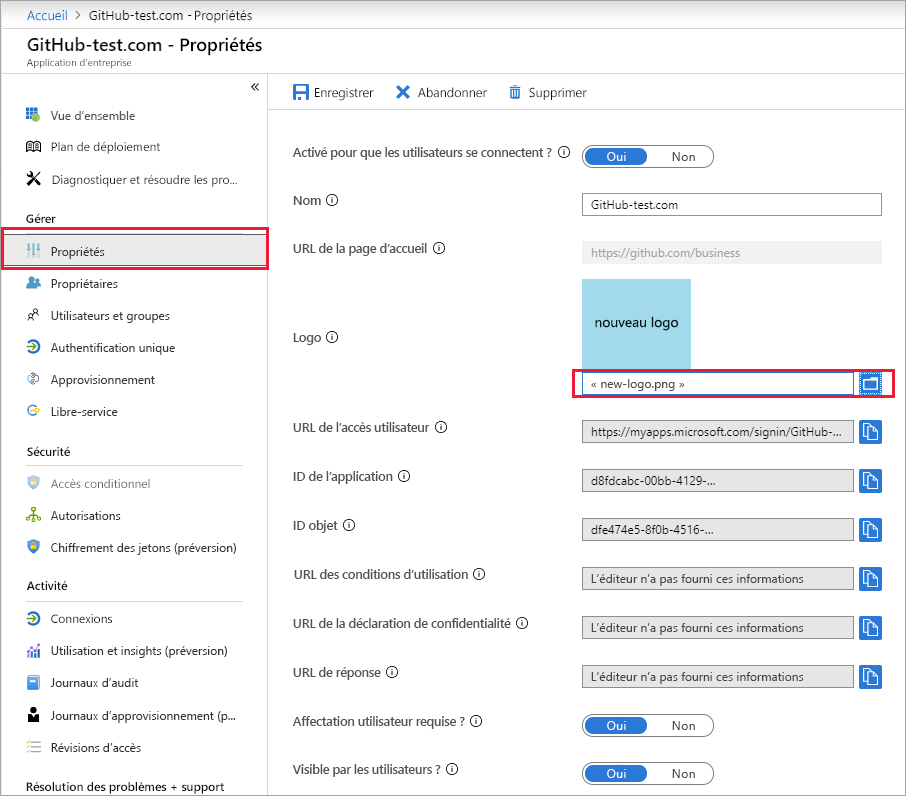 Accueil > GitHub-test.com - Propriétés
GitHub-test.com - Propriétés
Application d'entreprise
«
Vue d'ensemble
Plan de déploiement
Diagnostiquer et résoudre les pro...
Gérer
Propriétés
Propriétaires
Utilisateurs et groupes
Authentification unique
Approvisionnement
Libre-service
Sécurité
Accès conditionnel
Autorisations
Chiffrement des jetons (préversion)
Activité
Connexions
Utilisation et insights (préversion)
Journaux d'audit
Journaux d'approvisionnement (p...
Révisions d'accès
Résolution des problèmes + support
Enregistrer Abandonner Supprimer
Activé pour que les utilisateurs se connectent ? Oui Non
Nom GitHub-test.com
URL de la page d'accueil https://github.com/business
nouveau logo
Logo
« new-logo.png »
URL de l'accès utilisateur https://myapps.microsoft.com/signin/GitHub-...
ID de l'application d8fdcabc-00bb-4129-...
ID objet dfe474e5-8f0b-4516-...
URL des conditions d'utilisation L'éditeur n'a pas fourni ces informations
URL de la déclaration de confidentialité L'éditeur n'a pas fourni ces informations
URL de réponse L'éditeur n'a pas fourni ces informations
Affectation utilisateur requise ? Oui Non
Visible par les utilisateurs ? Oui Non